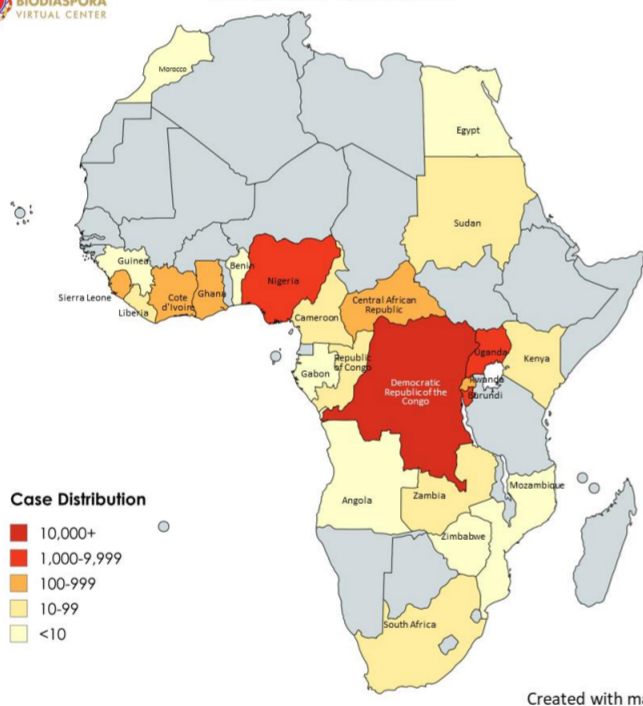 BIODIASPORA
VIRTUAL CENTER
Morocco
Egypt
Sudan
Guinea
Benin
Nigeria
Sierra Leone
Cote
d'Ivoire
Ghana
Liberia
Central African
Republic
Cameroon
Uganda
Kenya
Republic
of Congo
Gabon
Rwanda
Democratic
Republic of the
Congo
Burundi
Case Distribution
10,000+
1,000-9,999
100-999
10-99
<10
Angola
Zambia
Mozambique
Zimbabwe
South Africa
Created with ma